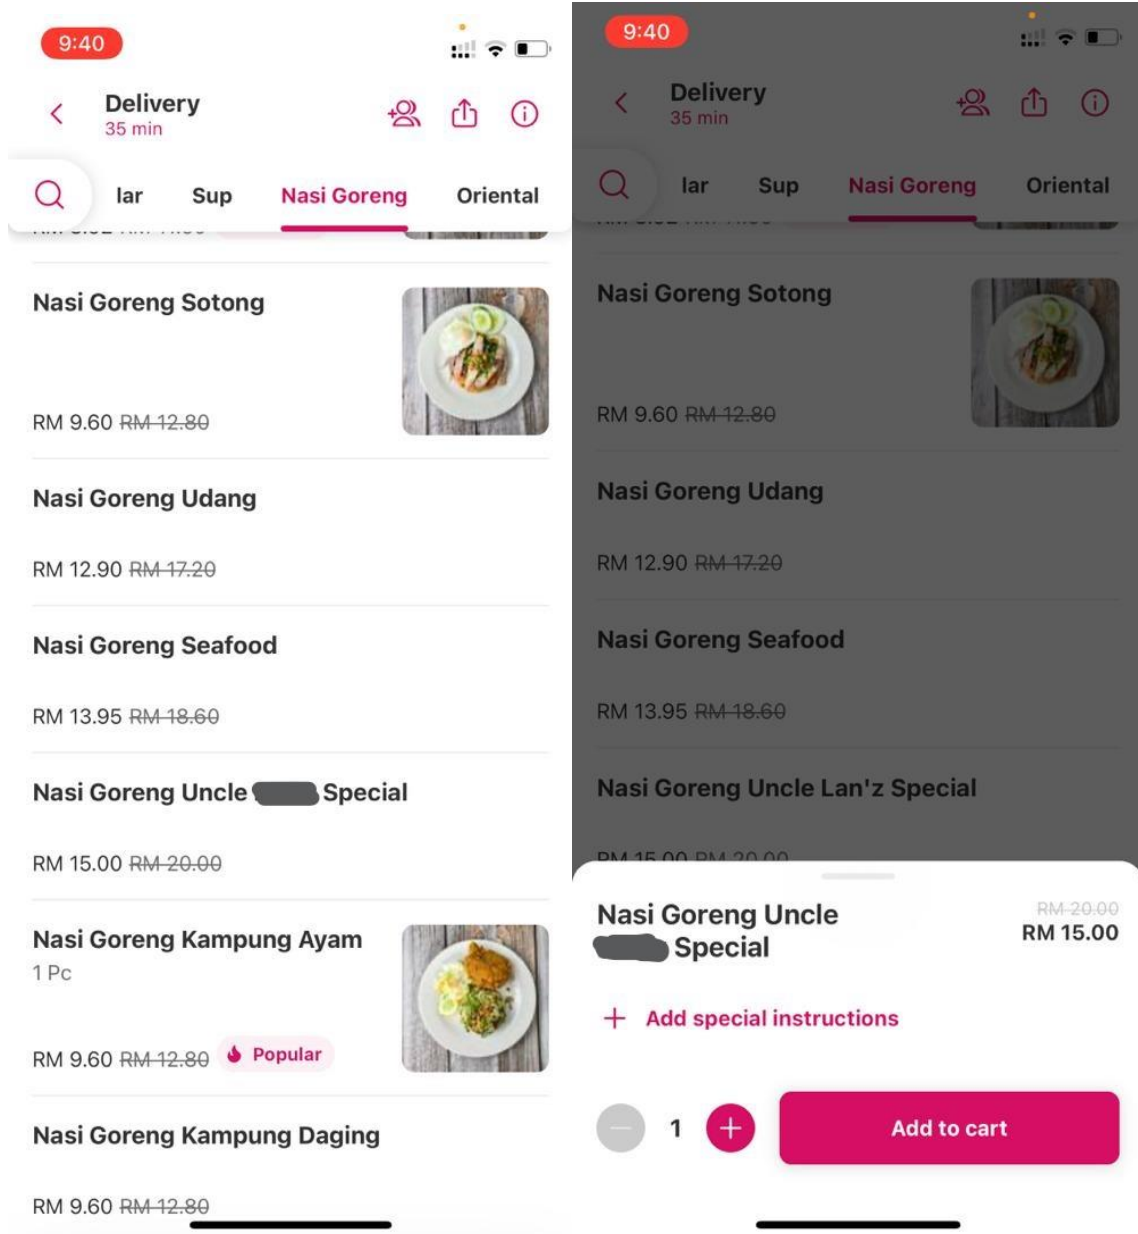 9:40
Delivery
35 min
lar Sup Nasi Goreng Oriental
Nasi Goreng Sotong
RM 9.60 RM 12.80
Nasi Goreng Udang
RM 12.90 RM 17.20
Nasi Goreng Seafood
RM 13.95 RM 18.60
Nasi Goreng Uncle Special
RM 15.00 RM 20.00
Nasi Goreng Kampung Ayam
1 Pc
RM 9.60 RM 12.80 Popular
Nasi Goreng Kampung Daging
RM 9.60 RM 12.80
9:40
Delivery
35 min
lar Sup Nasi Goreng Oriental
Nasi Goreng Sotong
RM 9.60 RM 12.80
Nasi Goreng Udang
RM 12.90 RM 17.20
Nasi Goreng Seafood
RM 13.95 RM 18.60
Nasi Goreng Uncle Lan'z Special
RM 15.00 RM 20.00
Nasi Goreng Uncle
Special
RM 20.00
RM 15.00
+ Add special instructions
1
Add to cart